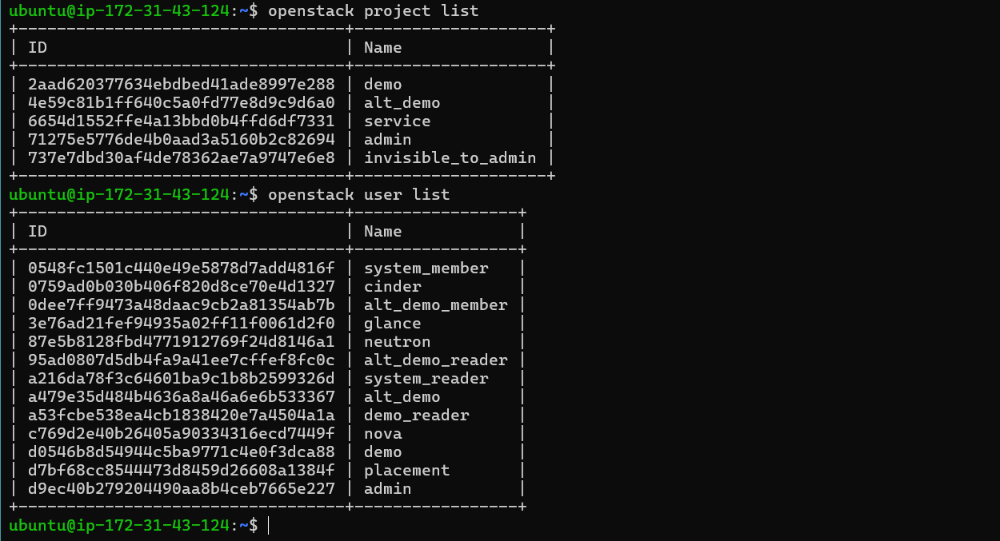 ubuntu@ip-172-31-43-124:~$ openstack project list
+----------------------------------+--------------------+
| ID                               | Name               |
+----------------------------------+--------------------+
| 2aad620377634ebdbed41ade8997e288 | demo               |
| 4e59c81b1ff640c5a0fd77e8d9c9d6a0 | alt_demo           |
| 6654d1552ffe4a13bbd0b4ffd6df7331 | service            |
| 71275e5776de4b0aad3a5160b2c82694 | admin              |
| 737e7dbd30af4de78362ae7a9747e6e8 | invisible_to_admin |
+----------------------------------+--------------------+
ubuntu@ip-172-31-43-124:~$ openstack user list
+----------------------------------+-----------------+
| ID                               | Name            |
+----------------------------------+-----------------+
| 0548fc1501c440e49e5878d7add4816f | system_member   |
| 0759ad0b030b406f820d8ce70e4d1327 | cinder          |
| 0dee7ff9473a48daac9cb2a81354ab7b | alt_demo_member |
| 3e76ad21fef94935a02ff11f0061d2f0 | glance          |
| 87e5b8128fbd4771912769f24d8146a1 | neutron         |
| 95ad0807d5db4fa9a41ee7cffef8fc0c | alt_demo_reader |
| a216da78f3c64601ba9c1b8b2599326d | system_reader   |
| a479e35d484b4636a8a46a6e6b533367 | alt_demo        |
| a53fcbe538ea4cb1838420e7a4504a1a | demo_reader     |
| c769d2e40b26405a90334316ecd7449f | nova            |
| d0546b8d54944c5ba9771c4e0f3dca88 | demo            |
| d7bf68cc8544473d8459d26608a1384f | placement       |
| d9ec40b279204490aa8b4ceb7665e227 | admin           |
+----------------------------------+-----------------+
ubuntu@ip-172-31-43-124:~$